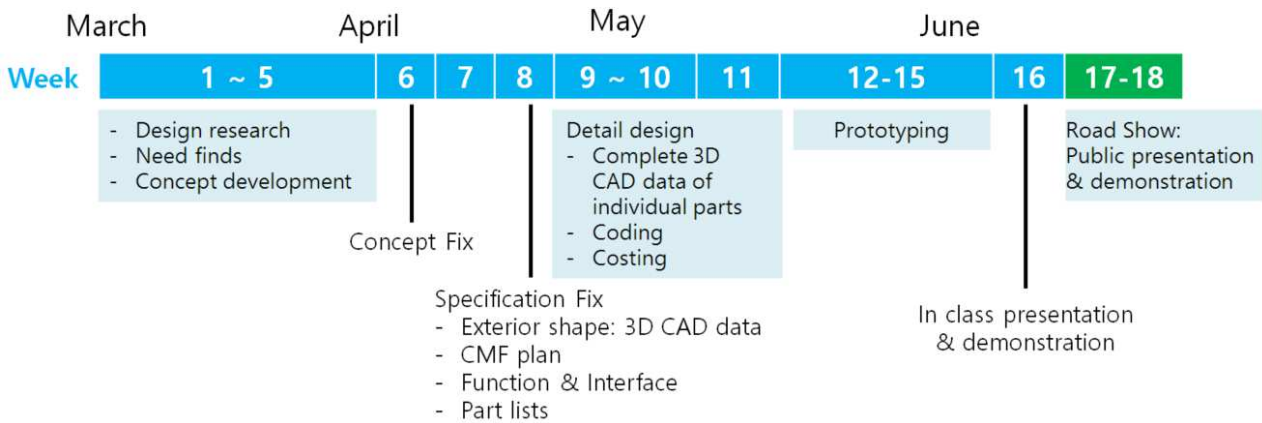 March April May June
Week 1 ~ 5 6 7 8 9 ~ 10 11 12-15 16 17-18
- Design research
- Need finds
- Concept development
Concept Fix
Specification Fix
- Exterior shape: 3D CAD data
- CMF plan
- Function & Interface
- Part lists
Detail design
- Complete 3D
CAD data of
individual parts
- Coding
- Costing
Prototyping
In class presentation
& demonstration
Road Show:
Public presentation
& demonstration